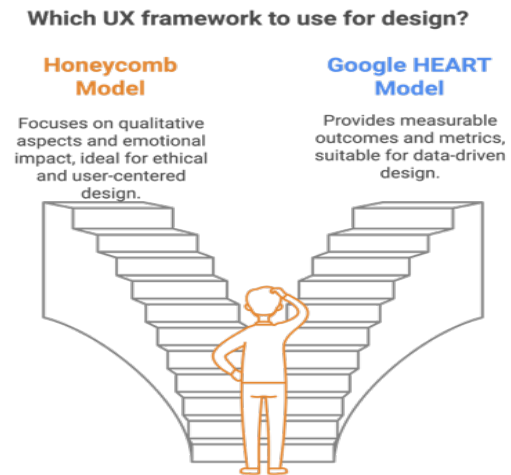 Which UX framework to use for design?
Honeycomb
Model
Focuses on qualitative
aspects and emotional
impact, ideal for ethical
and user-centered
design.
Google HEART
Model
Provides measurable
outcomes and metrics,
suitable for data-driven
design.